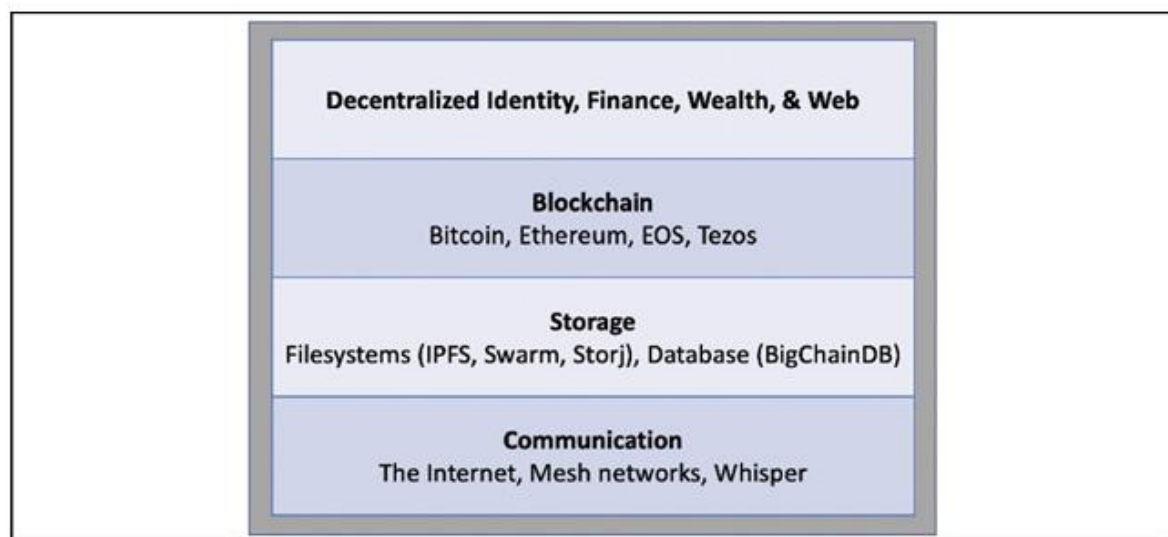 Decentralized Identity, Finance, Wealth, & Web
Blockchain
Bitcoin, Ethereum, EOS, Tezos
Storage
Filesystems (IPFS, Swarm, Storj), Database (BigChainDB)
Communication
The Internet, Mesh networks, Whisper